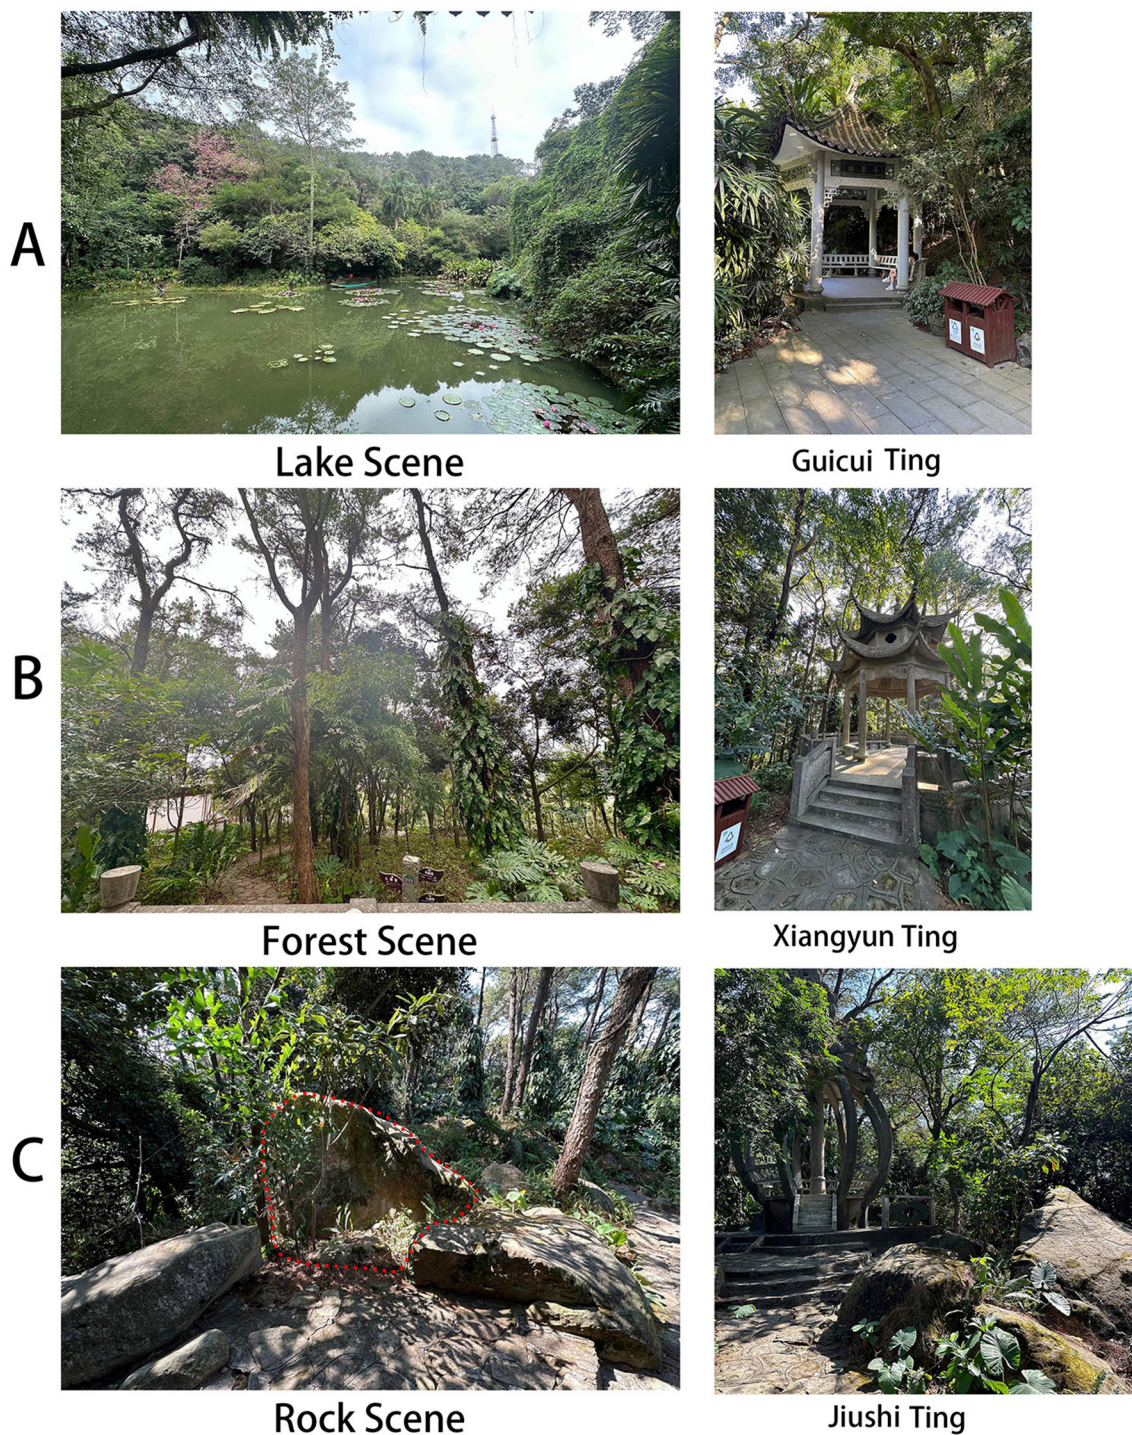 A
Lake Scene
Guicui Ting
B
Forest Scene
Xiangyun Ting
C
Rock Scene
Jiushi Ting